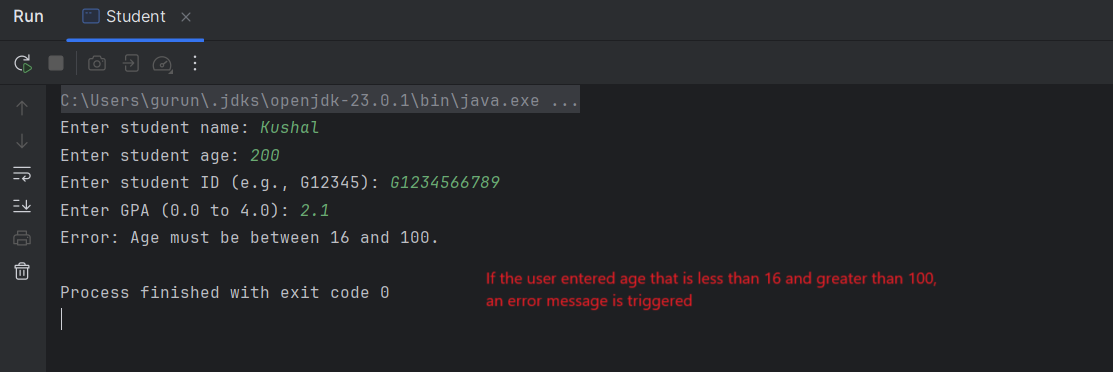 Run Student
C:\Users\gurun\.jdks\openjdk-23.0.1\bin\java.exe ...
Enter student name: Kushal
Enter student age: 200
Enter student ID (e.g., G12345): G1234566789
Enter GPA (0.0 to 4.0): 2.1
Error: Age must be between 16 and 100.
If the user entered age that is less than 16 and greater than 100,
Process finished with exit code 0
an error message is triggered